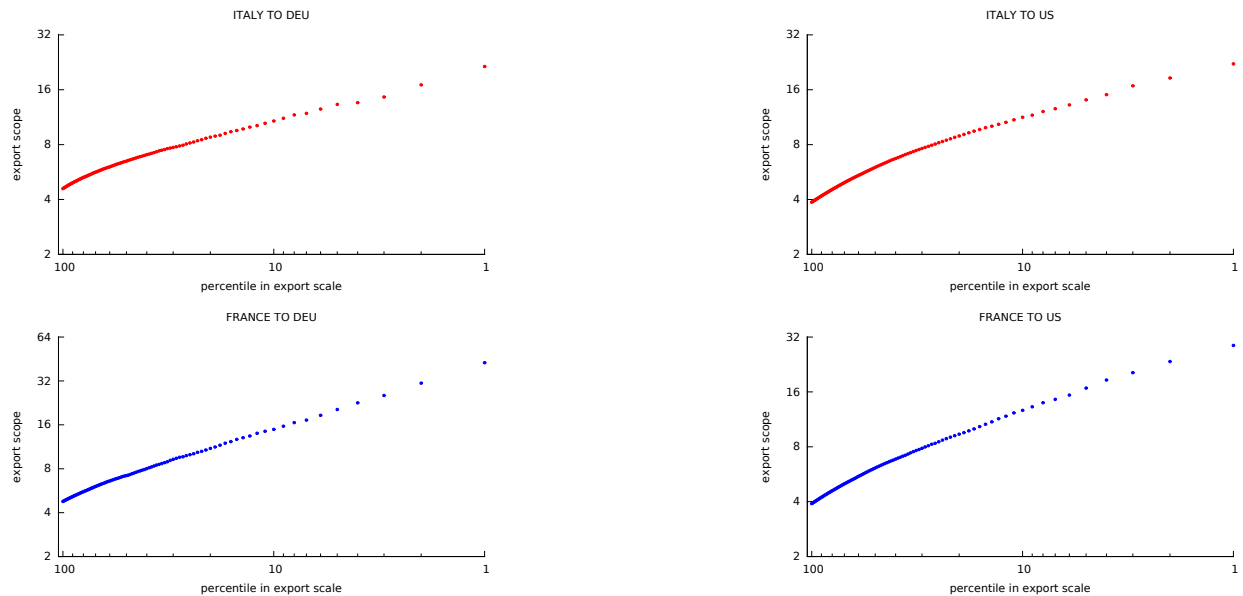 ITALY TO DEU
32
16
8
4
2
export scope
100
10
1
percentile in export scale
ITALY TO US
32
16
8
4
2
export scope
100
10
1
percentile in export scale
FRANCE TO DEU
64
32
16
8
4
2
export scope
100
10
1
percentile in export scale
FRANCE TO US
32
16
8
4
2
export scope
100
10
1
percentile in export scale